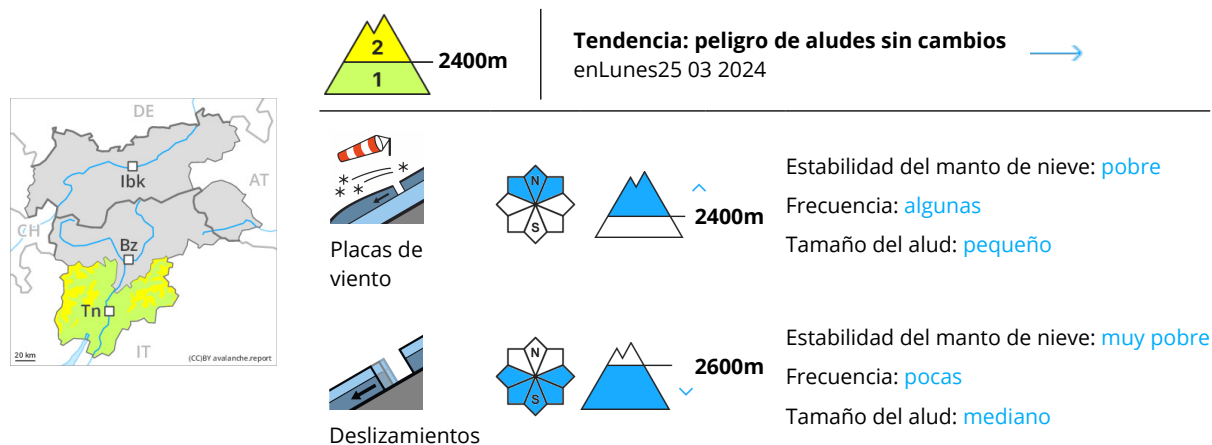 2
1
2400m
Tendencia: peligro de aludes sin cambios
enLunes25 03 2024
DE
Ibk
AT
CH
Bz
Tn
IT
20 km
(CC)BY avalanche.report
N
S
2400m
Placas de
viento
Estabilidad del manto de nieve: pobre
Frecuencia: algunas
Tamaño del alud: pequeño
N
S
2600m
Deslizamientos
Estabilidad del manto de nieve: muy pobre
Frecuencia: pocas
Tamaño del alud: mediano